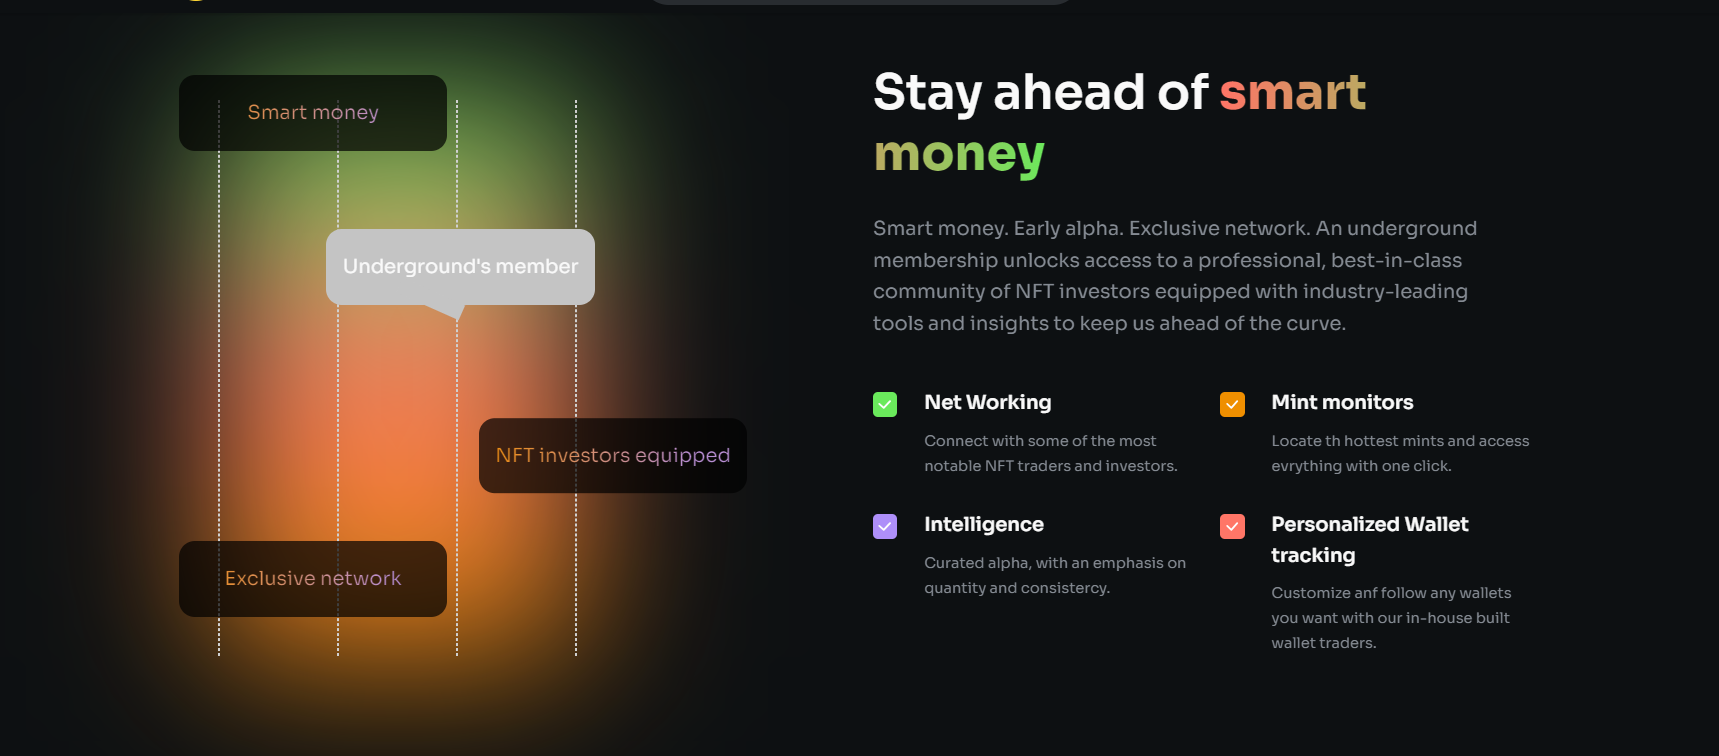 Smart money
Underground's member
NFT investors equipped
Exclusive network
Stay ahead of smart
money
Smart money. Early alpha. Exclusive network. An underground
membership unlocks access to a professional, best-in-class
community of NFT investors equipped with industry-leading
tools and insights to keep us ahead of the curve.
Net Working
Connect with some of the most
notable NFT traders and investors.
Mint monitors
Locate th hottest mints and access
evrything with one click.
Intelligence
Curated alpha, with an emphasis on
quantity and consistercy.
Personalized Wallet
tracking
Customize anf follow any wallets
you want with our in-house built
wallet traders.